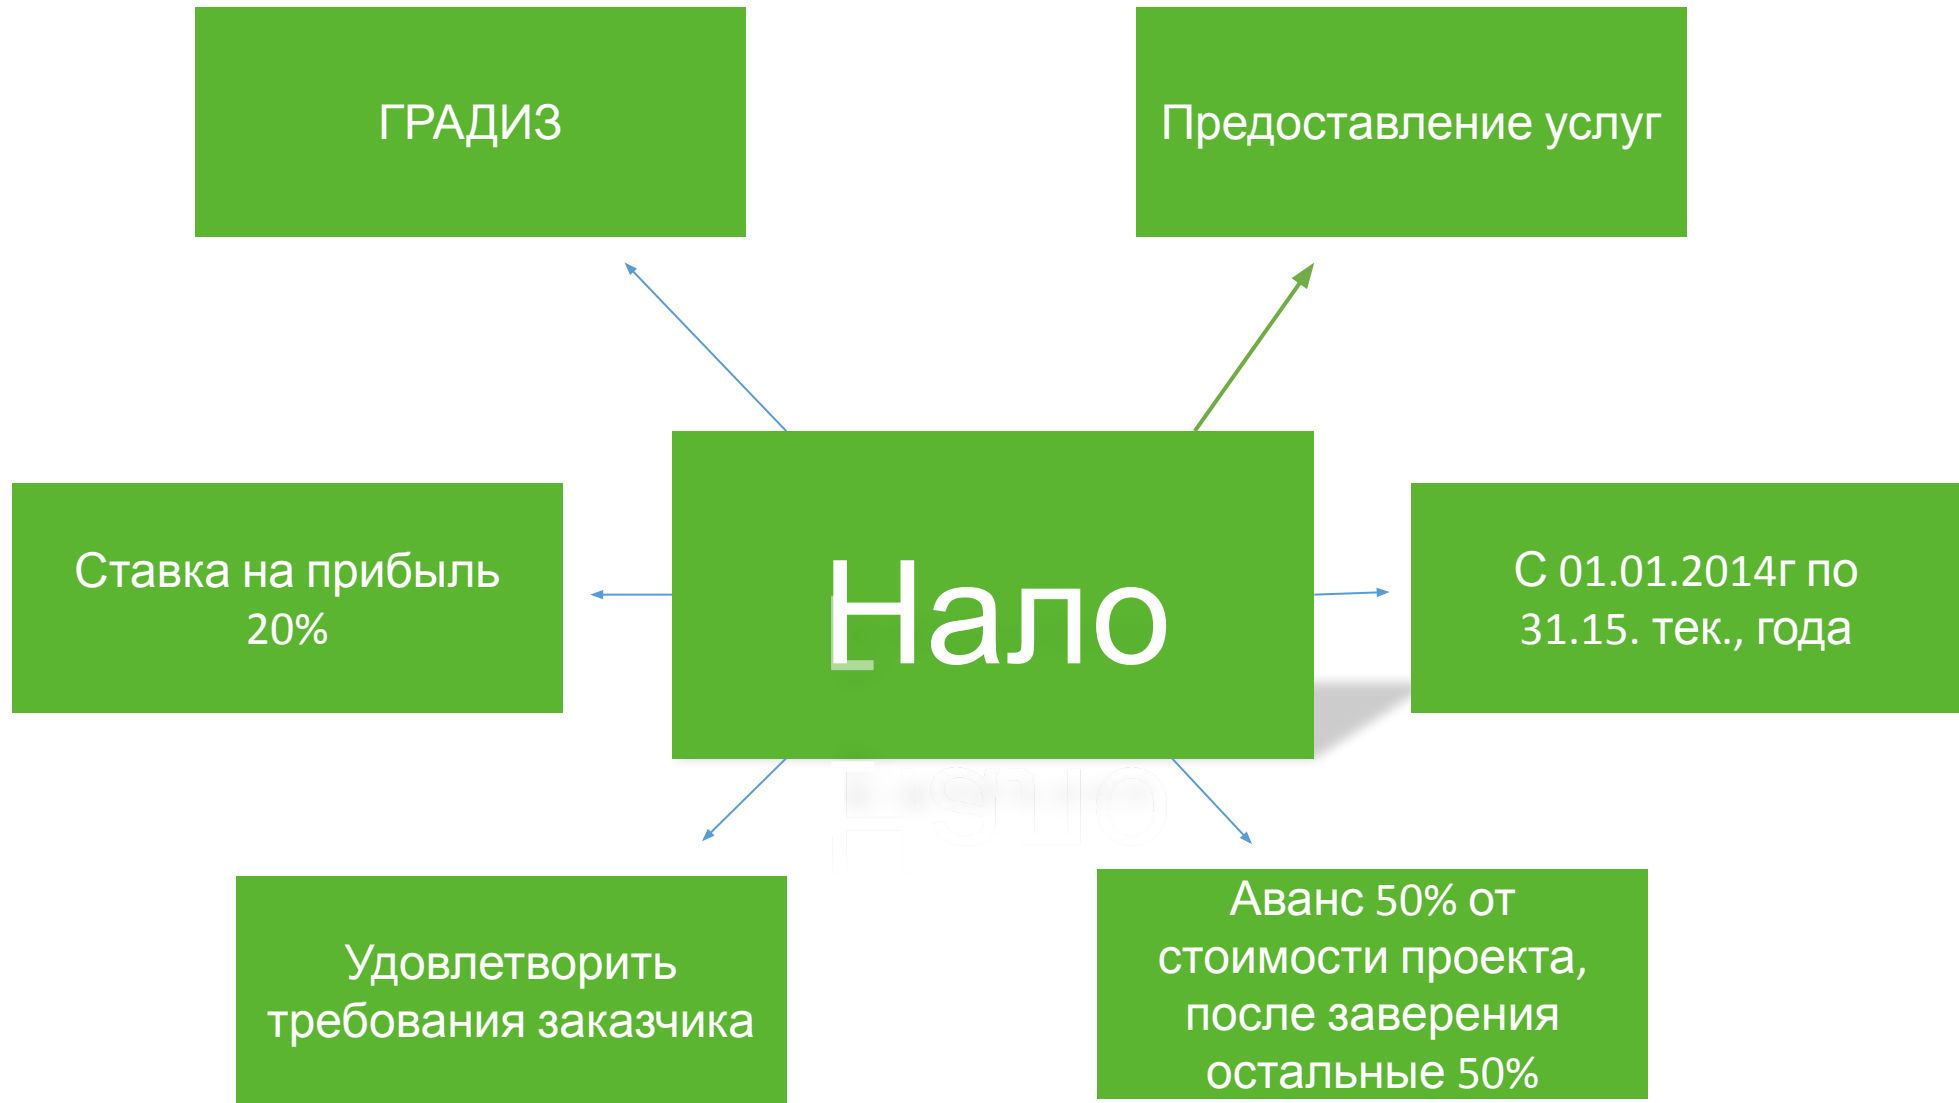 ГРАДИЗ
Предоставление услуг
Ставка на прибыль
20%
Нало
С 01.01.2014г по
31.15. тек., года
Удовлетворить
требования заказчика
Аванс 50% от
стоимости проекта,
после заверения
остальные 50%